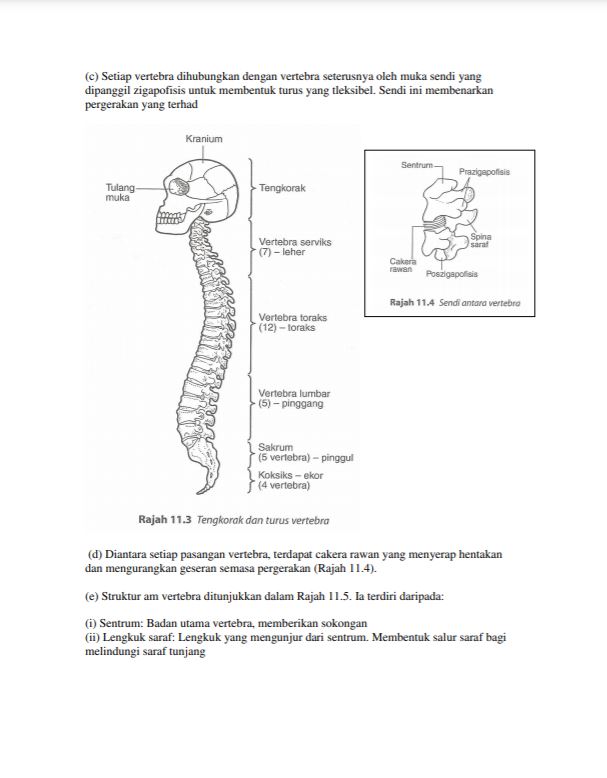 (c) Setiap vertebra dihubungkan dengan vertebra seterusnya oleh muka sendi yang
dipanggil zigapofisis untuk membentuk turus yang tleksibel. Sendi ini membenarkan
pergerakan yang terhad
Kranium
Tulang
muka
Tengkorak
Vertebra serviks
(7) – leher
Vertebra toraks
(12) – toraks
Vertebra lumbar
(5) – pinggang
Sakrum
(5 vertebra) – pinggul
Koksiks – ekor
(4 vertebra)
Rajah 11.3 Tengkorak dan turus vertebra
Sentrum
Prazigapofisis
Spina
saraf
Cakera
rawan
Poszigapofisis
Rajah 11.4 Sendi antara vertebra
(d) Diantara setiap pasangan vertebra, terdapat cakera rawan yang menyerap hentakan
dan mengurangkan geseran semasa pergerakan (Rajah 11.4).
(e) Struktur am vertebra ditunjukkan dalam Rajah 11.5. Ia terdiri daripada:
(i) Sentrum: Badan utama vertebra, memberikan sokongan
(ii) Lengkuk saraf: Lengkuk yang mengunjur dari sentrum. Membentuk salur saraf bagi
melindungi saraf tunjang